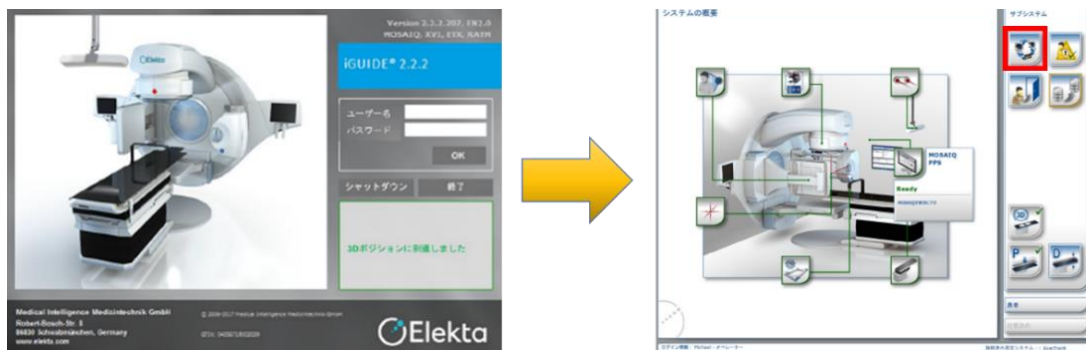 Version 2.2.2.207, EN2.0
MOSAIQ, XVI, ETX, RATM
Elekta
iGUIDE® 2.2.2
ユーザー名
パスワード
OK
シャットダウン
終了
3Dポジションに到達しました
Medical Intelligence Medizintechnik GmbH
Robert-Bosch-Str. 8
86830 Schwabmünchen, Germany
www.elekta.com
Elekta
システムの概要
サブシステム
MOSAIQ
PPS
Ready
3D
P
D